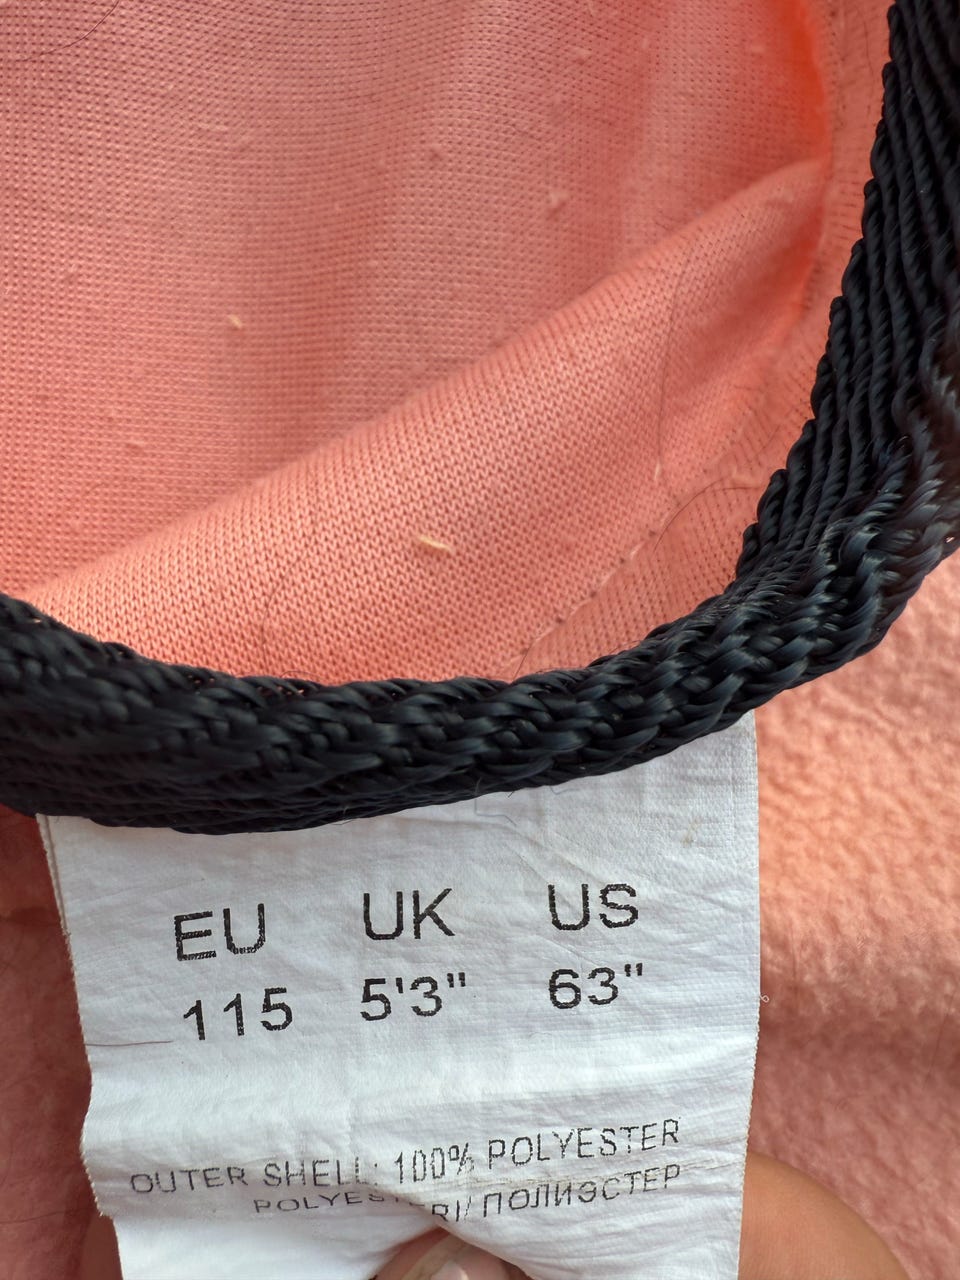 EU UK US
115 5'3" 63"
OUTER SHELL: 100% POLYESTER
ПОЛИЭСТЕР